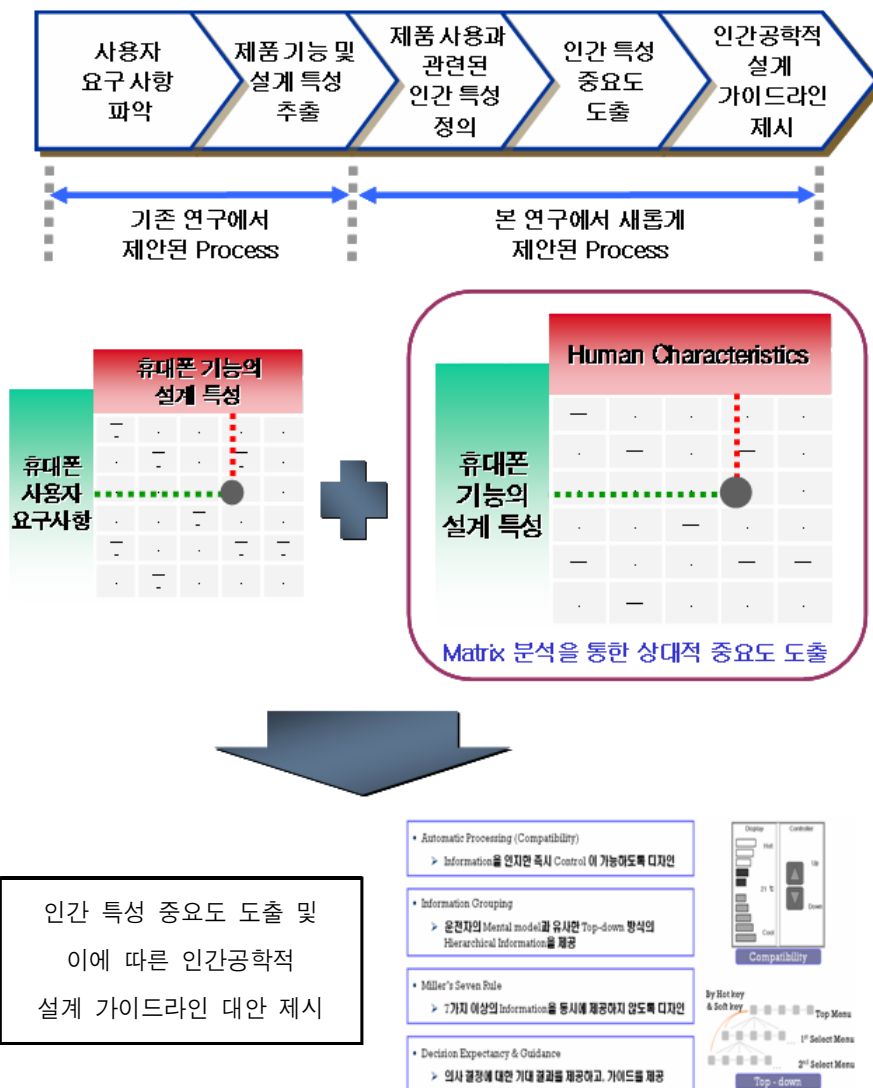 사용자
요구 사항
파악
제품 기능 및
설계 특성
추출
제품 사용과
관련된
인간 특성
정의
인간 특성
중요도
도출
인간공학적
설계
가이드라인
제시
기존 연구에서
제안된 Process
본 연구에서 새롭게
제안된 Process
휴대폰 기능의
설계 특성
휴대폰
사용자
요구사항
Human Characteristics
휴대폰
기능의
설계 특성
Matrix 분석을 통한 상대적 중요도 도출
인간 특성 중요도 도출 및
이에 따른 인간공학적
설계 가이드라인 대안 제시
• Automatic Processing (Compatibility)
➢ Information을 인지한 즉시 Control 이 가능하도록 디자인
• Information Grouping
➢ 운전자의 Mental model과 유사한 Top-down 방식의
Hierarchical Information을 제공
• Miller's Seven Rule
➢ 7가지 이상의 Information을 동시에 제공하지 않도록 디자인
• Decision Expectancy & Guidance
➢ 의사 결정에 대한 기대 결과를 제공하고, 가이드를 제공
Display
Controller
Hot
21 ℃
Cool
Up
Down
Compatibility
By Hot key
& Soft key
Top Menu
... 1st Select Menu
... 2nd Select Menu
Top - down